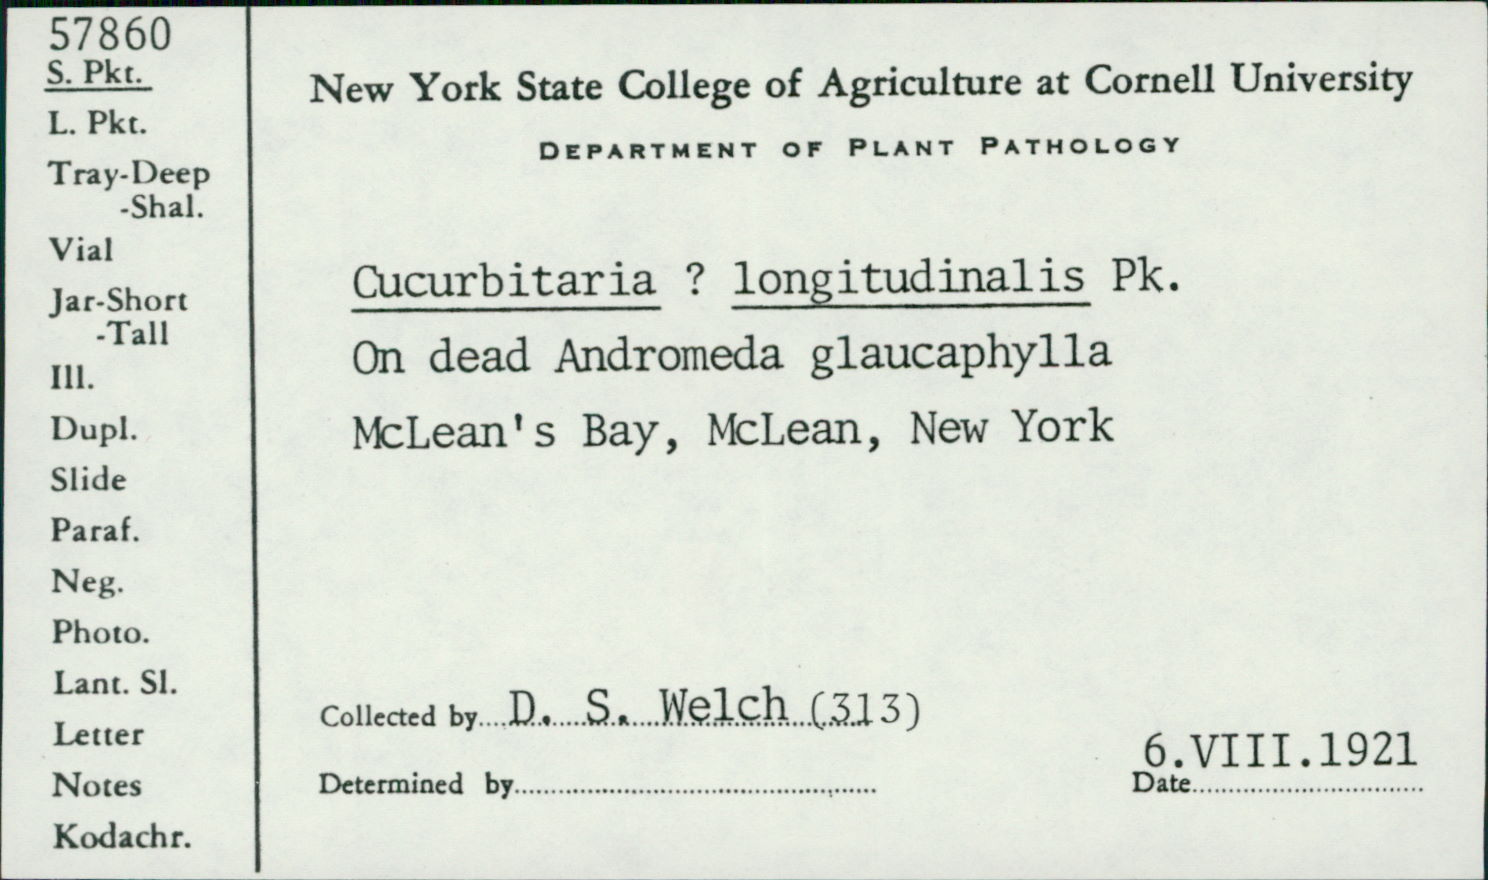 57860
S. Pkt.
L. Pkt.
Tray-Deep
-Shal.
Vial
Jar-Short
-Tall
Ill.
Dupl.
Slide
Paraf.
Neg.
Photo.
Lant. Sl.
Letter
Notes
Kodachr.
New York State College of Agriculture at Cornell University
DEPARTMENT OF PLANT PATHOLOGY
Cucurbitaria ? longitudinalis Pk.
On dead Andromeda glaucaphylla
McLean's Bay, McLean, New York
Collected by D. S. Welch (313)
Determined by
6.VIII.1921
Date